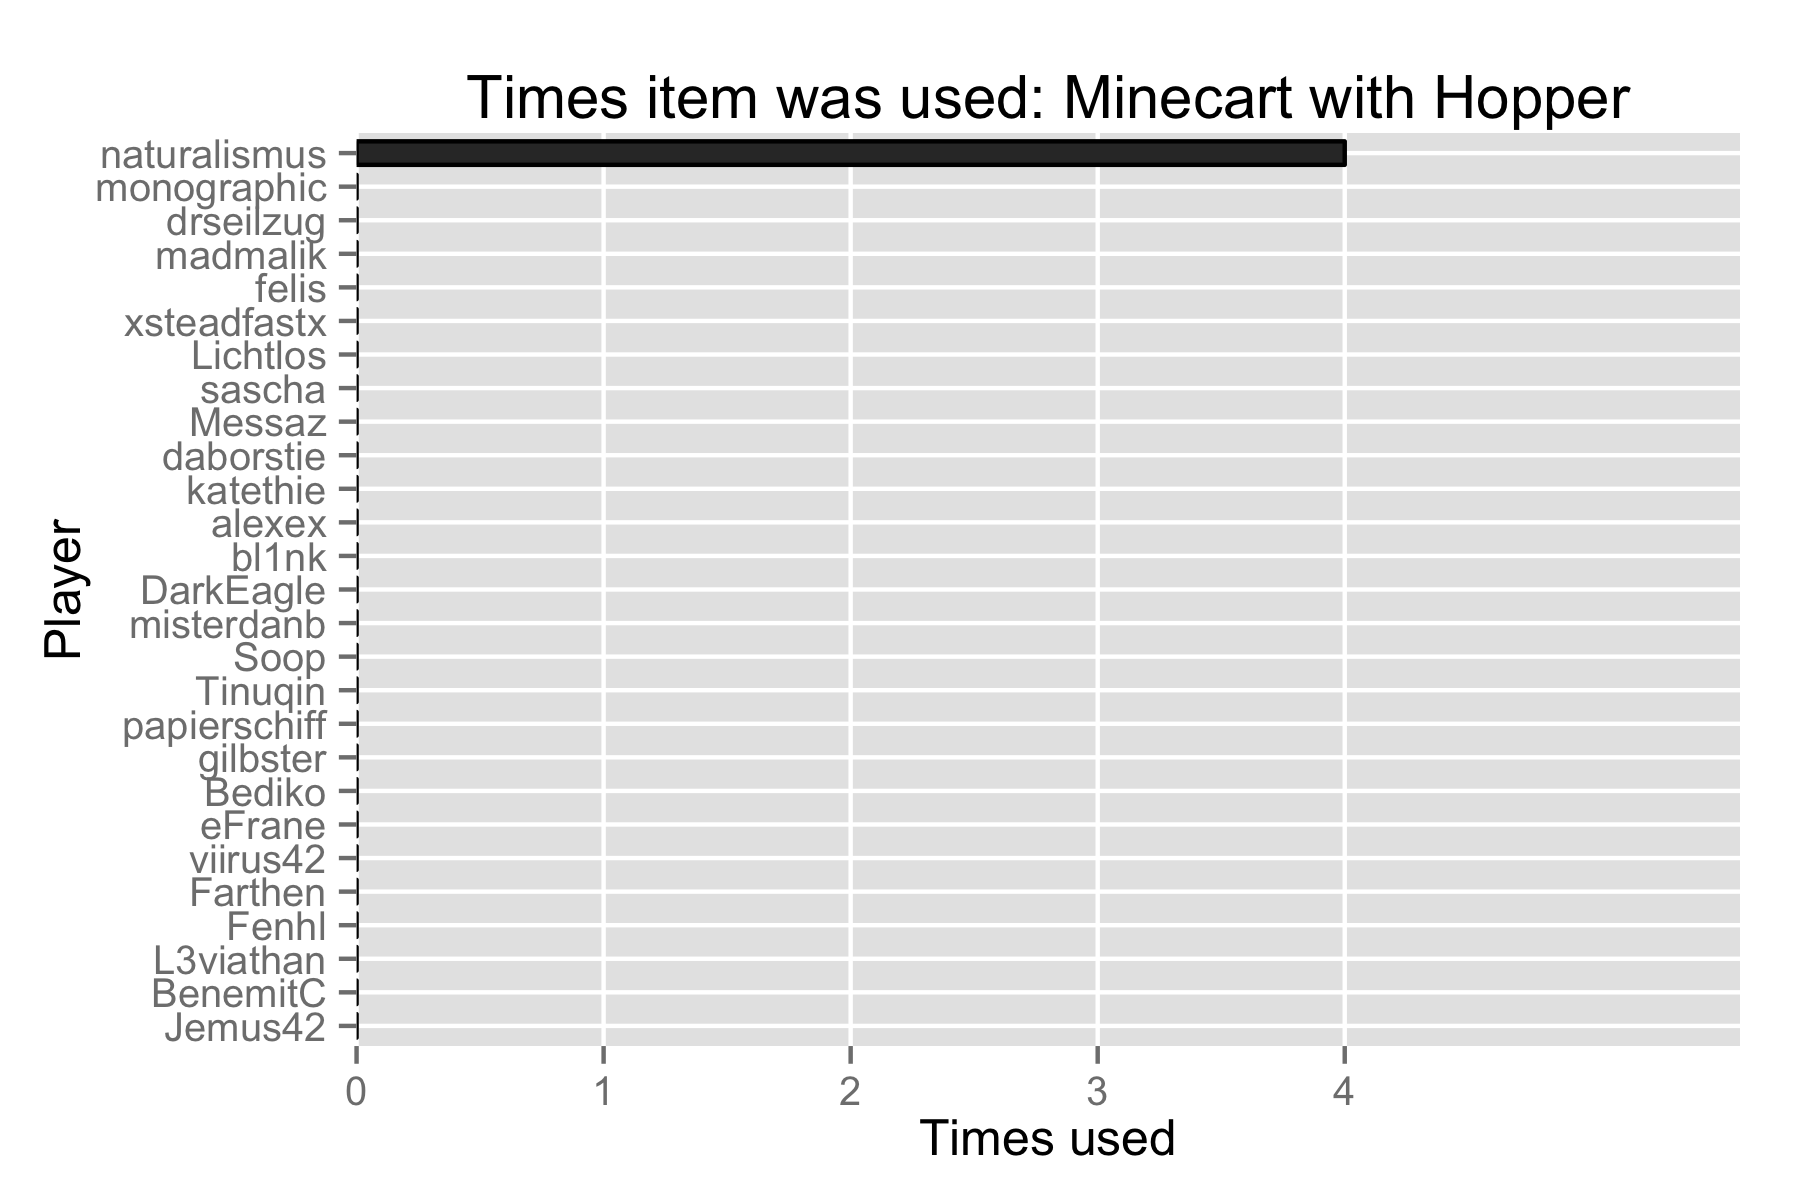 Times item was used: Minecart with Hopper
naturalismus
monographic
drseilzug
madmalik
felis
xsteadfastx
Lichtlos
sascha
Messaz
daborstie
katethie
alexex
bl1nk
DarkEagle
misterdanb
Soop
Tinuqin
papierschiff
gilbster
Bediko
eFrane
viirus42
Farthen
Fenhl
L3viathan
BenemitC
Jemus42
Player
0 1 2 3 4
Times used